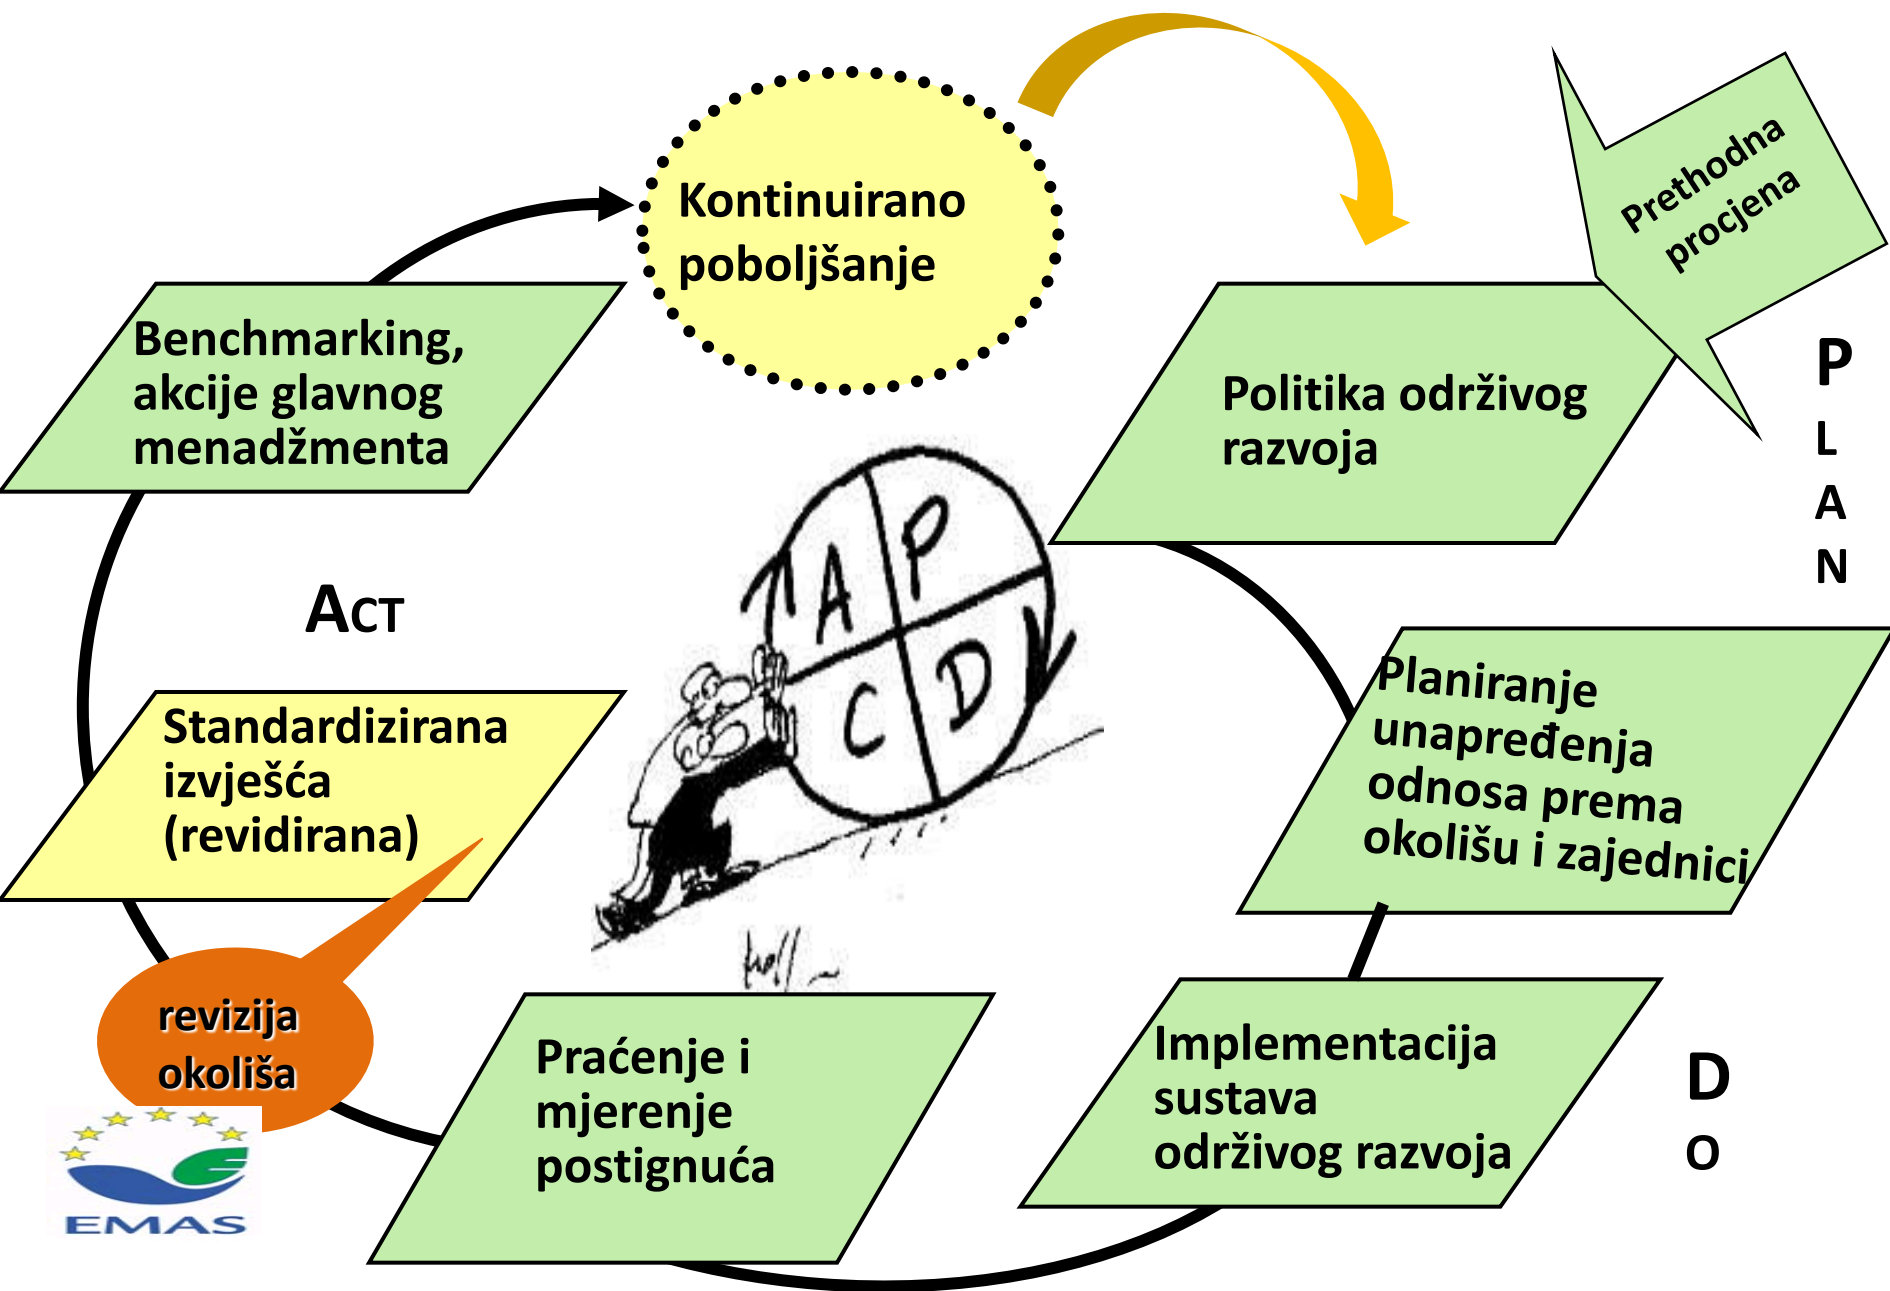 Kontinuirano
poboljšanje
Prethodna
procjena
Benchmarking,
akcije glavnog
menadžmenta
Politika održivog
razvoja
P
L
A
N
A
P
C
D
ACT
Standardizirana
izvješća
(revidirana)
Planiranje
unapređenja
odnosa prema
okolišu i zajednici
revizija
okoliša
Praćenje i
mjerenje
postignuća
Implementacija
sustava
održivog razvoja
D
O
EMAS